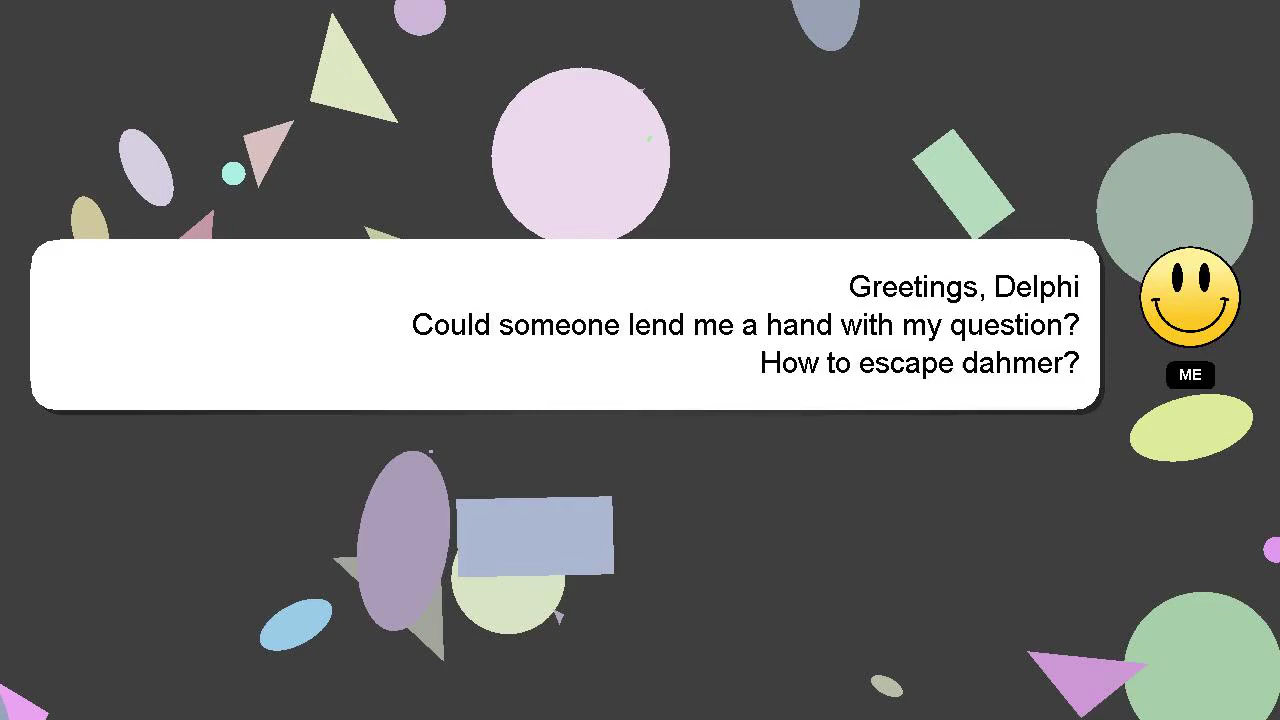 Greetings, Delphi
Could someone lend me a hand with my question?
How to escape dahmer?
ME